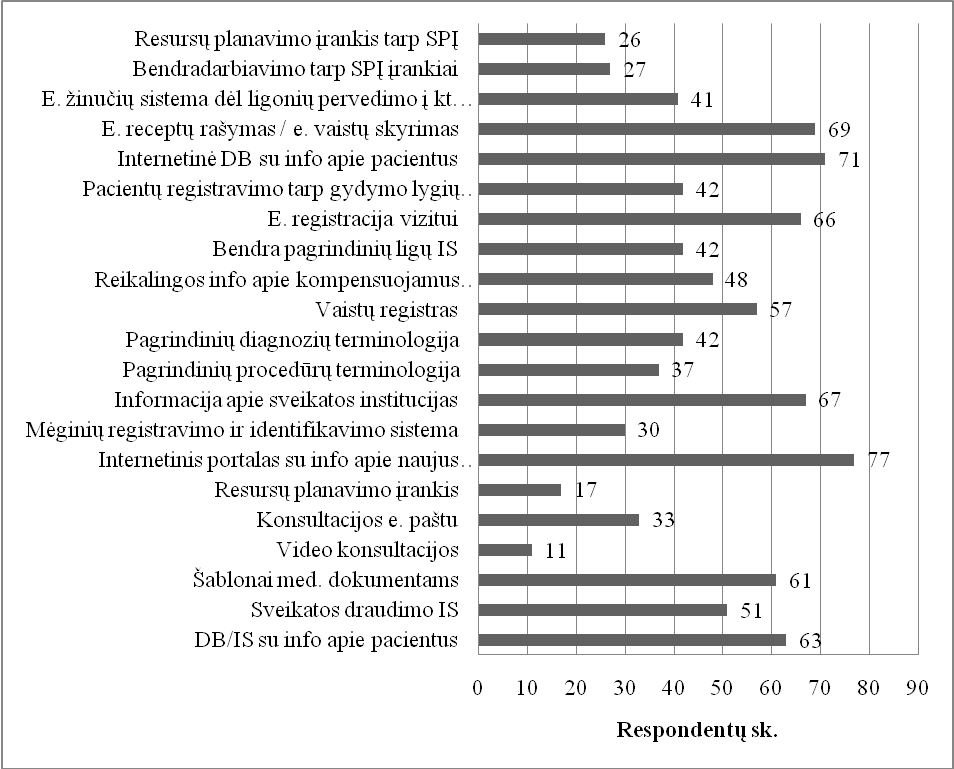 Resursų planavimo įrankis tarp SPĮ 26
Bendradarbiavimo tarp SPĮ įrankiai 27
E. žinučių sistema dėl ligonių pervedimo į kt... 41
E. receptų rašymas / e. vaistų skyrimas 69
Internetinė DB su info apie pacientus 71
Pacientų registravimo tarp gydymo lygių.. 42
E. registracija vizitui 66
Bendra pagrindinių ligų IS 42
Reikalingos info apie kompensuojamus.. 48
Vaistų registras 57
Pagrindinių diagnozių terminologija 42
Pagrindinių procedūrų terminologija 37
Informacija apie sveikatos institucijas 67
Mėginių registravimo ir identifikavimo sistema 30
Internetinis portalas su info apie naujus.. 77
Resursų planavimo įrankis 17
Konsultacijos e. paštu 33
Video konsultacijos 11
Šablonai med. dokumentams 61
Sveikatos draudimo IS 51
DB/IS su info apie pacientus 63
0 10 20 30 40 50 60 70 80 90
Respondentų sk.